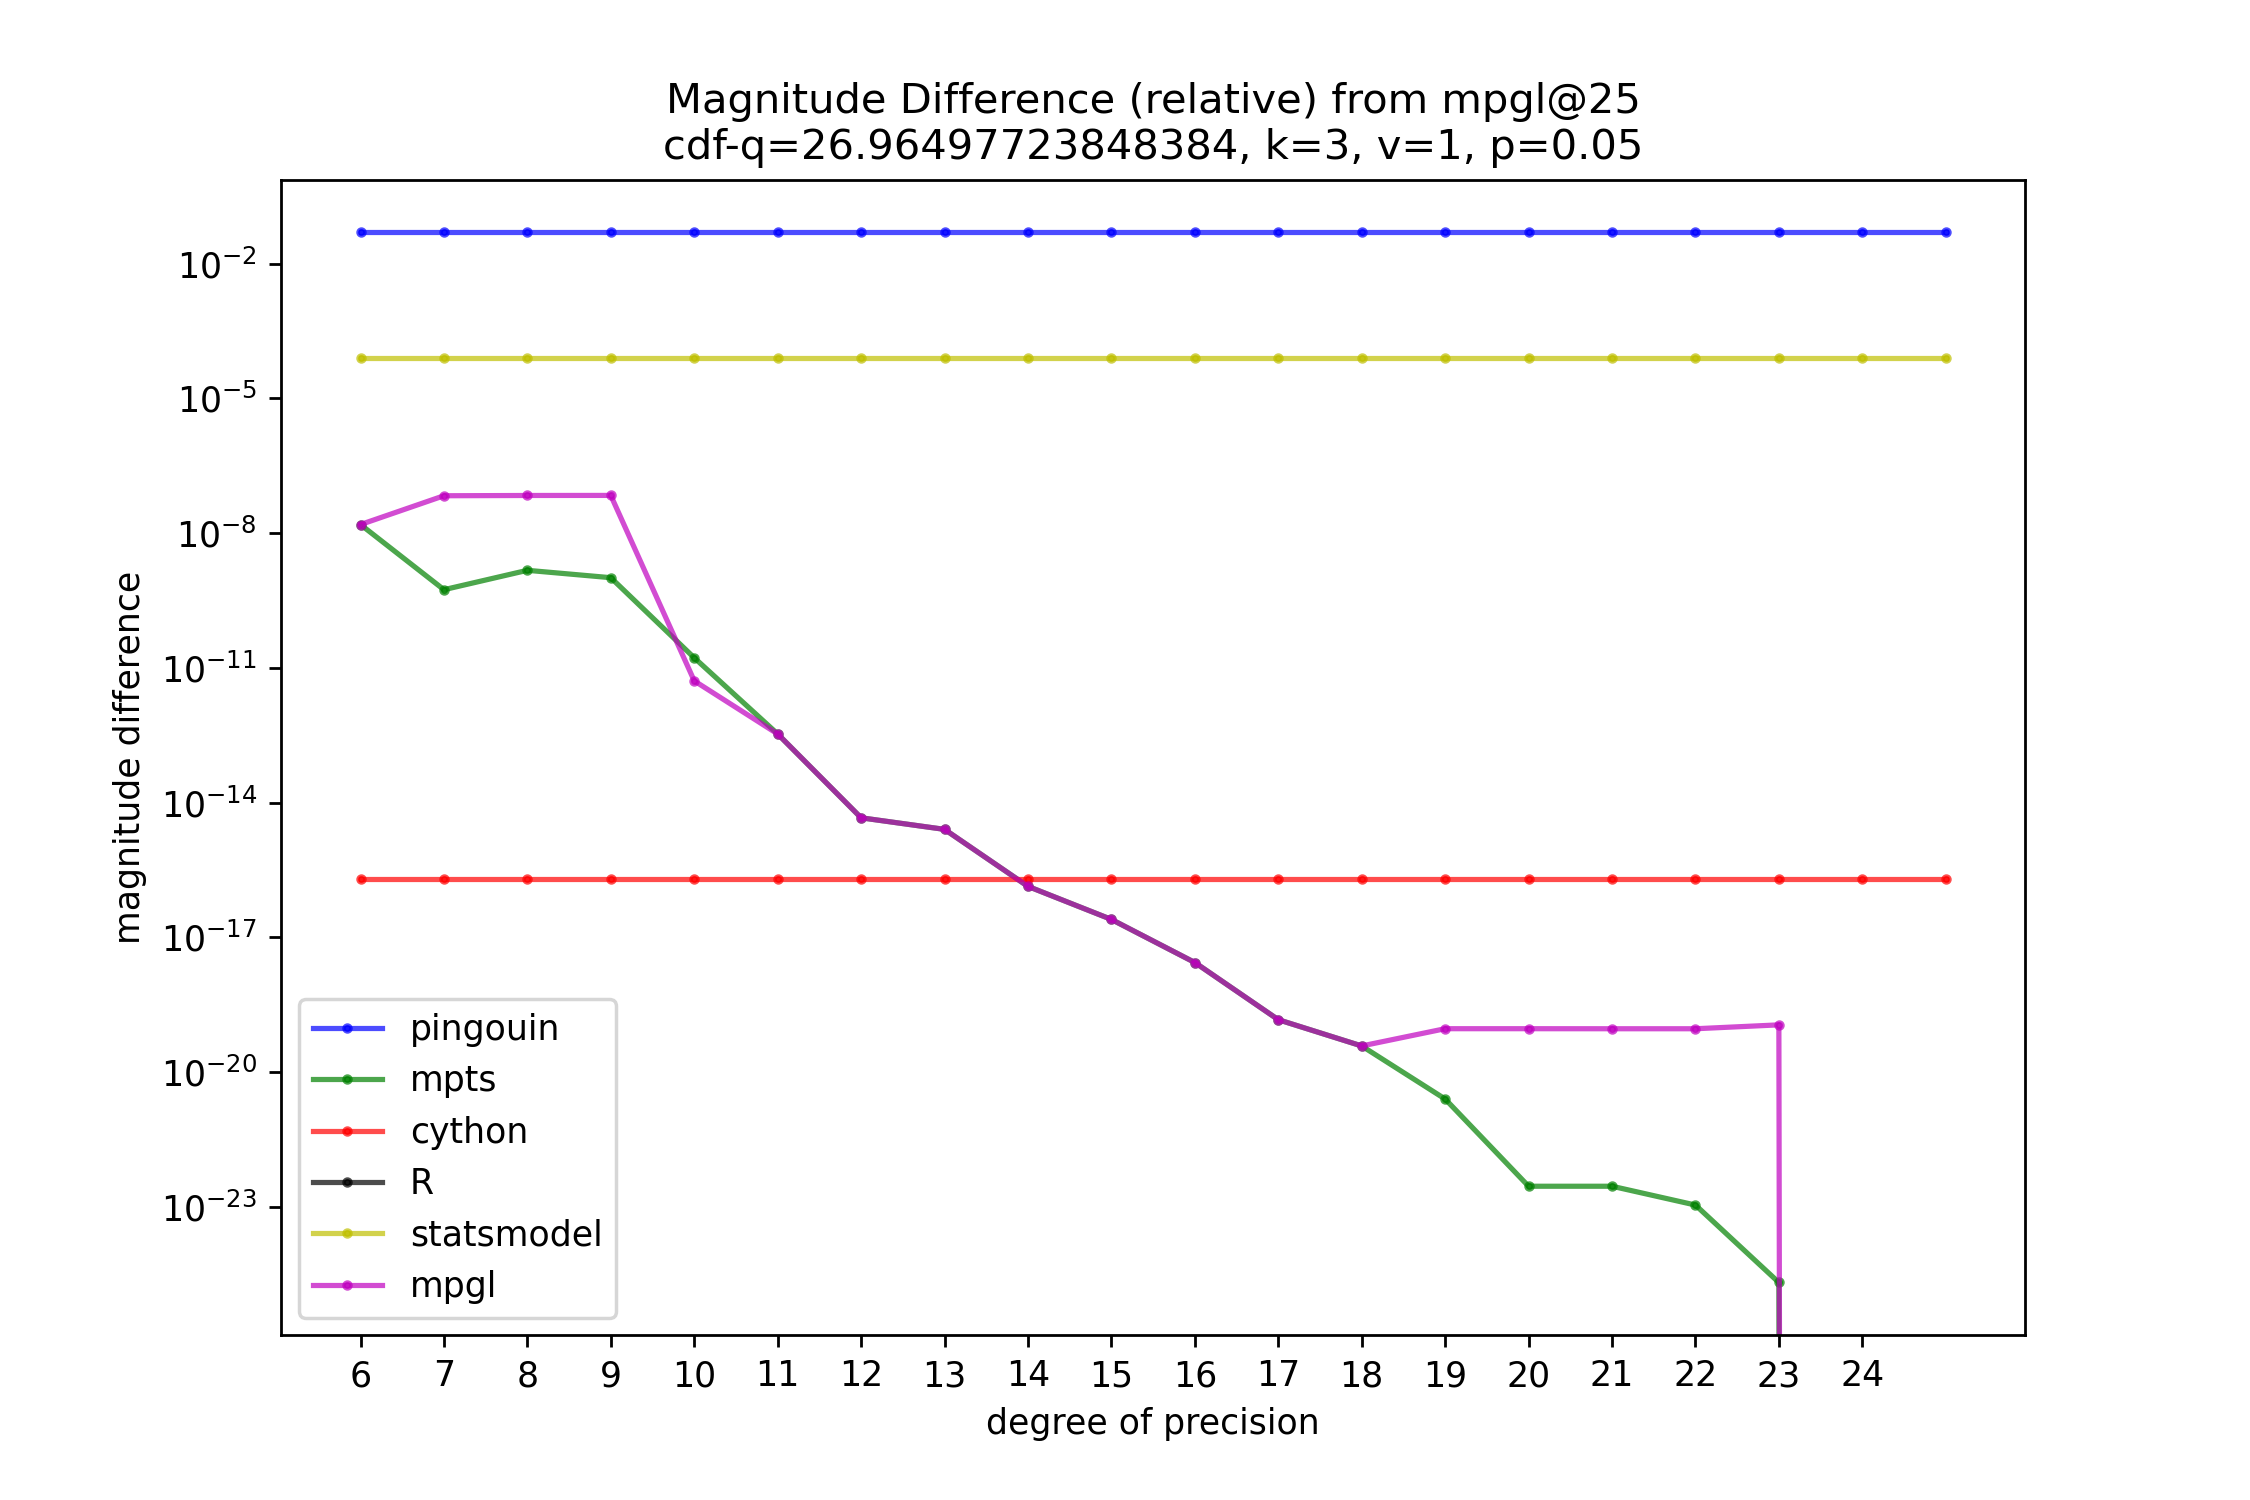 Magnitude Difference (relative) from mpgl@25
cdf-q=26.96497723848384, k=3, v=1, p=0.05
magnitude difference
10⁻²
10⁻⁵
10⁻⁸
10⁻¹¹
10⁻¹⁴
10⁻¹⁷
10⁻²⁰
10⁻²³
pingouin
mpts
cython
R
statsmodel
mpgl
6 7 8 9 10 11 12 13 14 15 16 17 18 19 20 21 22 23 24
degree of precision